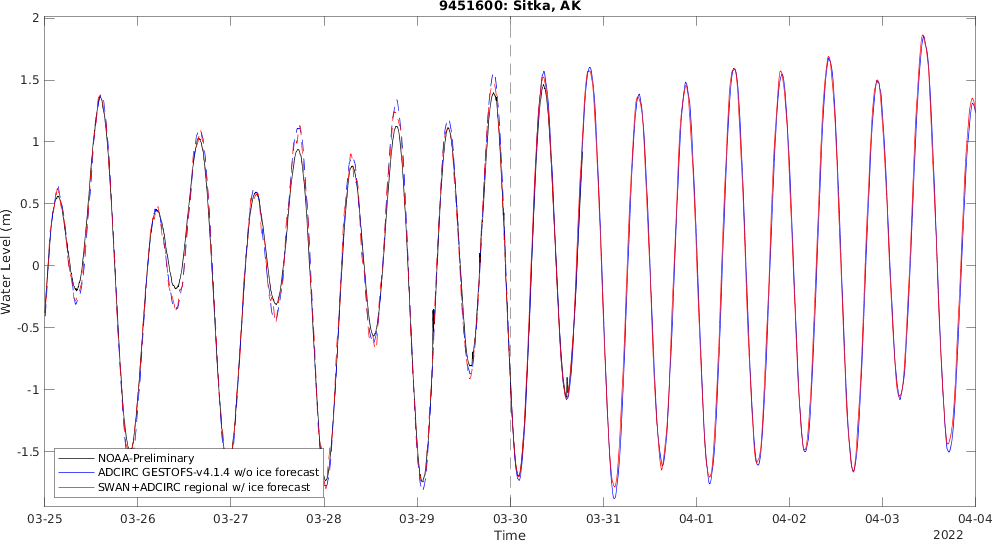 9451600: Sitka, AK
Water Level (m)
2
1.5
1
0.5
0
-0.5
-1
-1.5
NOAA-Preliminary
ADCIRC GESTOFS-v4.1.4 w/o ice forecast
SWAN+ADCIRC regional w/ ice forecast
03-25 03-26 03-27 03-28 03-29 03-30 03-31 04-01 04-02 04-03 04-04
Time
2022